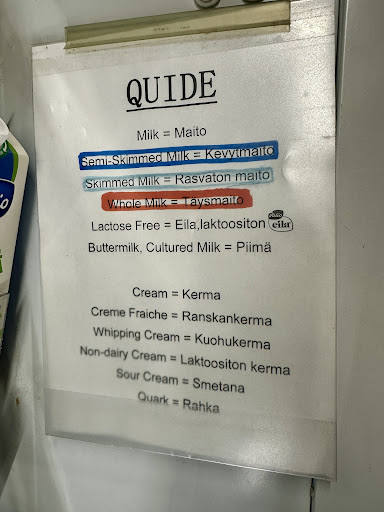 QUIDE
Milk = Maito
Semi-Skimmed Milk = Kevytmaito
Skimmed Milk = Rasvaton maito
Whole Milk = Täysmaito
Lactose Free = Eila,laktoositon eila
Buttermilk, Cultured Milk = Piimä
Cream = Kerma
Creme Fraiche = Ranskankerma
Whipping Cream = Kuohukerma
Non-dairy Cream = Laktoositon kerma
Sour Cream = Smetana
Quark = Rahka